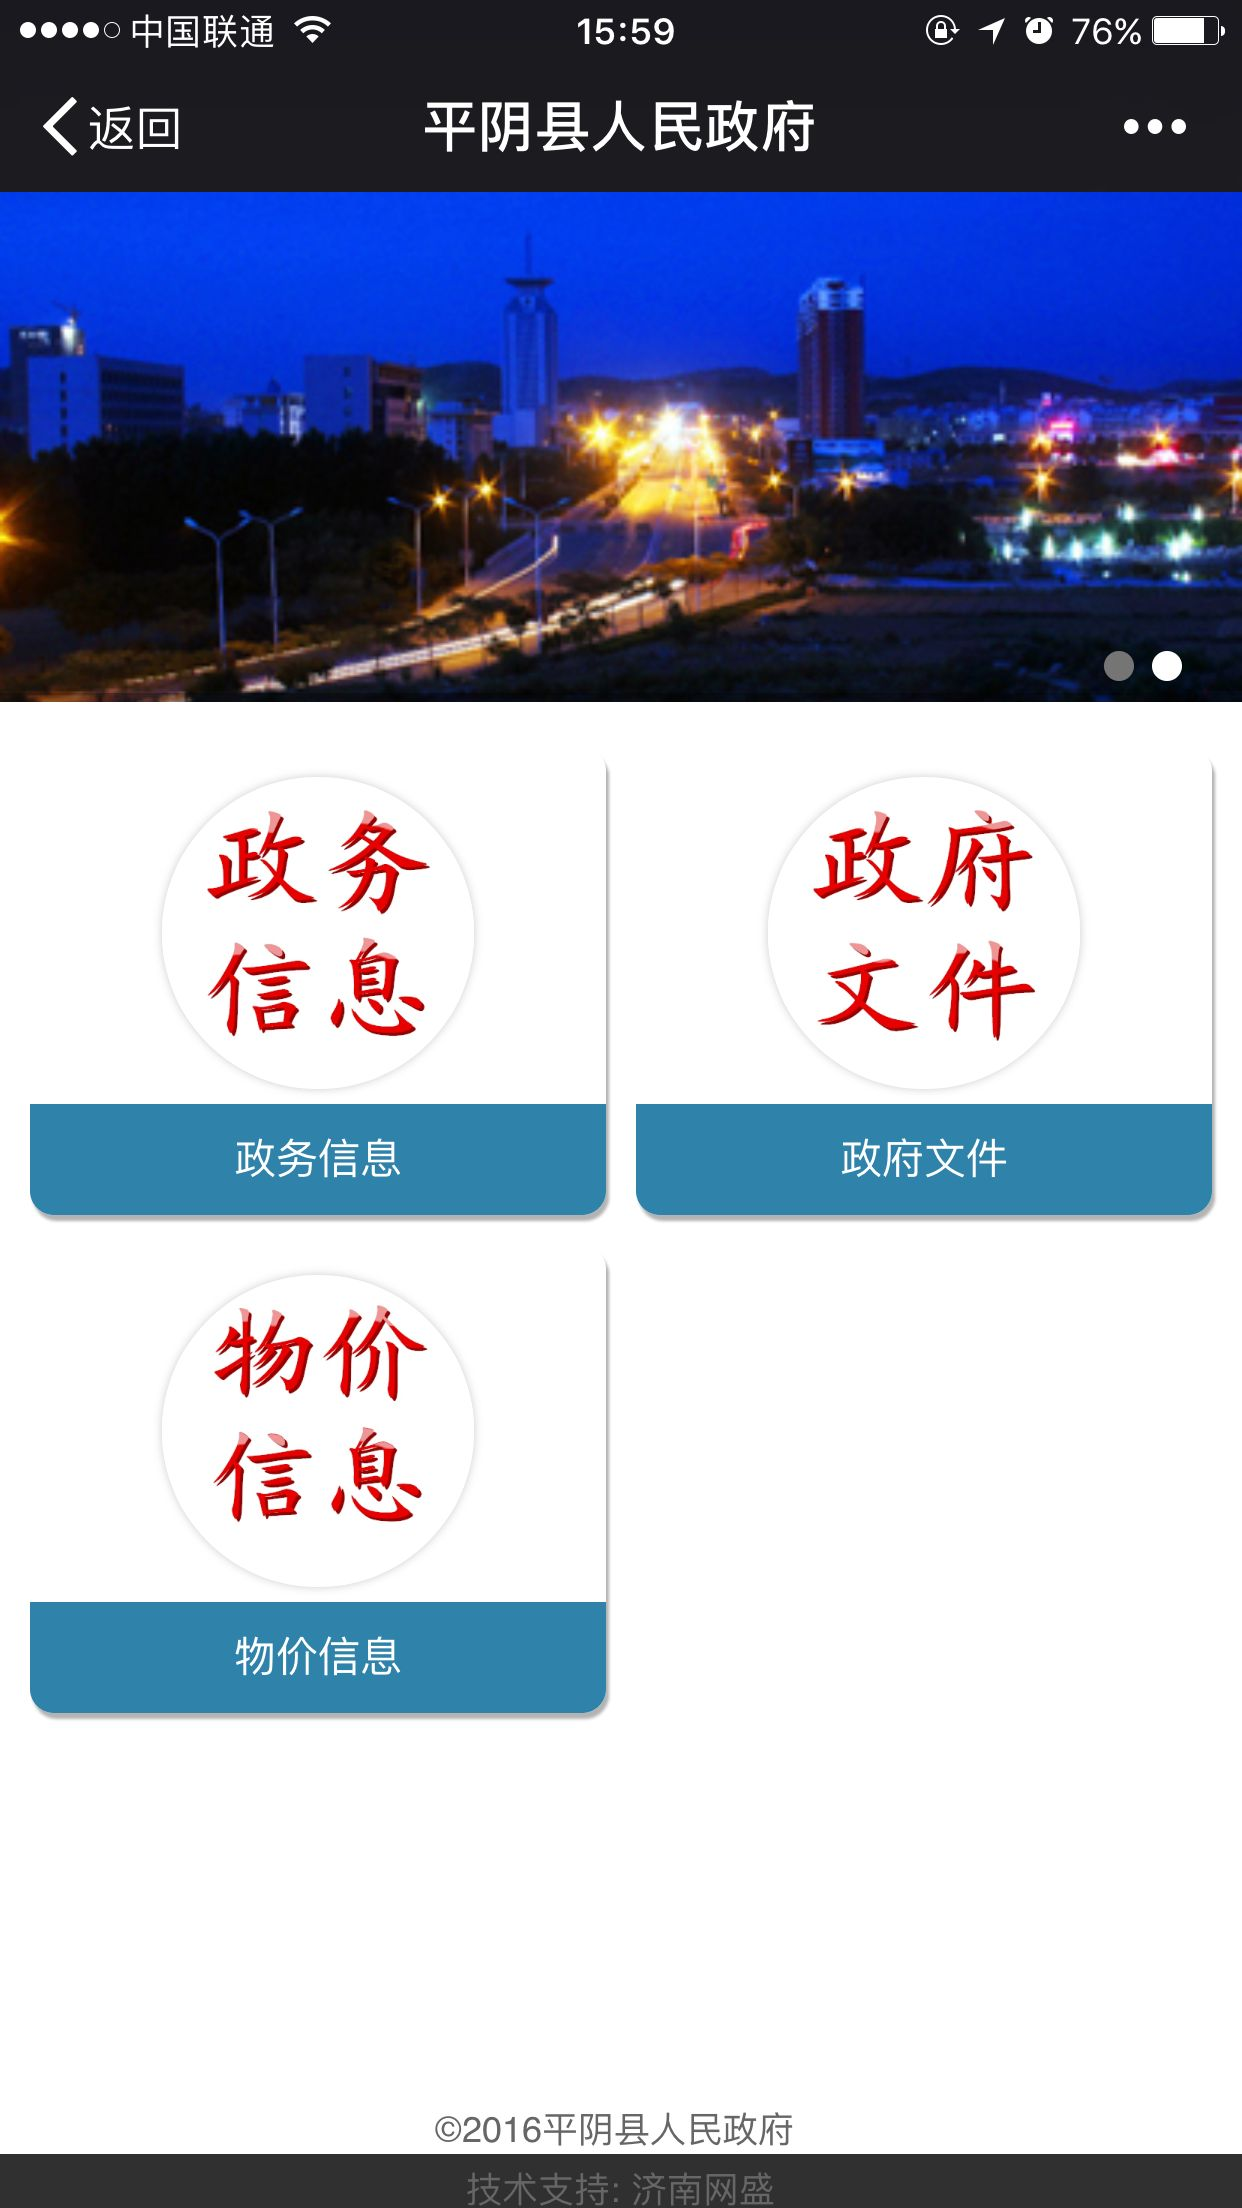 中国联通
15:59
76%
返回
平阴县人民政府
政务
信息
政府
文件
政务信息
政府文件
物价
信息
物价信息
©2016平阴县人民政府
技术支持: 济南网盛